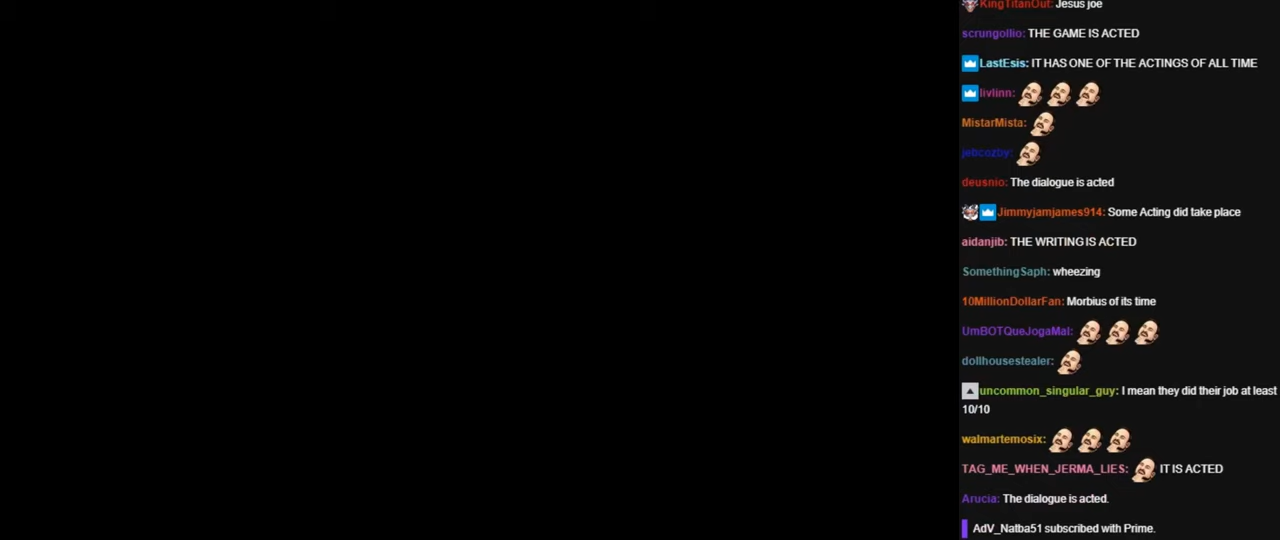 KingTitanOut: Jesus joe
scrungollio: THE GAME IS ACTED
LastEsis: IT HAS ONE OF THE ACTINGS OF ALL TIME
livlinn:
MistarMista:
jebcozby:
deusnio: The dialogue is acted
Jimmyjamjames914: Some Acting did take place
aidanjib: THE WRITING IS ACTED
SomethingSaph: wheezing
10MillionDollarFan: Morbius of its time
UmBOTQueJogaMal:
dollhousestealer:
uncommon_singular_guy: I mean they did their job at least
10/10
walmartemosix:
TAG_ME_WHEN_JERMA_LIES: IT IS ACTED
Arucia: The dialogue is acted.
AdV_Natba51 subscribed with Prime.